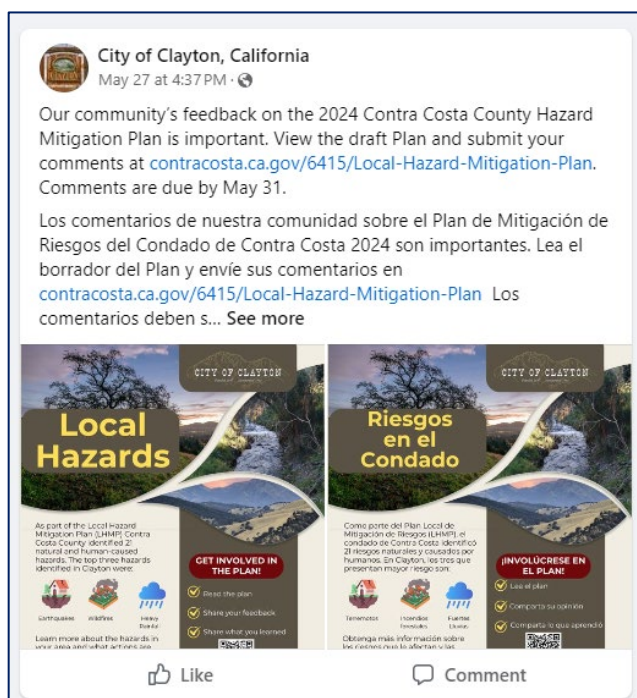 City of Clayton, California
May 27 at 4:37 PM ·
Our community's feedback on the 2024 Contra Costa County Hazard
Mitigation Plan is important. View the draft Plan and submit your
comments at contracosta.ca.gov/6415/Local-Hazard-Mitigation-Plan.
Comments are due by May 31.
Los comentarios de nuestra comunidad sobre el Plan de Mitigación de
Riesgos del Condado de Contra Costa 2024 son importantes. Lea el
borrador del Plan y envíe sus comentarios en
contracosta.ca.gov/6415/Local-Hazard-Mitigation-Plan Los
comentarios deben s... See more
CITY OF CLAYTON
Local
Hazards
As part of the Local Hazard
Mitigation Plan (LHMP) Contra
Costa County identified 21
natural and human-caused
hazards. The top three hazards
identified in Clayton were:
Earthquakes
Wildfires
Heavy
Rainfall
Learn more about the hazards in
your area and what actions are
GET INVOLVED IN
THE PLAN!
Read the plan
Share your feedback
Share what you learned
CITY OF CLAYTON
Riesgos
en el
Condado
Como parte del Plan Local de
Mitigación de Riesgos (LHMP), el
condado de Contra Costa identificó
21 riesgos naturales y causados por
humanos. En Clayton, los tres que
presentan mayor riesgo son:
Terremotos
Incendios
forestales
Fuertes
Lluvias
Obtenga más información sobre
los riesgos que le afectan y las
¡INVOLÚCRESE EN
EL PLAN!
Lea el plan
Comparta su opinión
Comparta lo que aprendió
Like
Comment